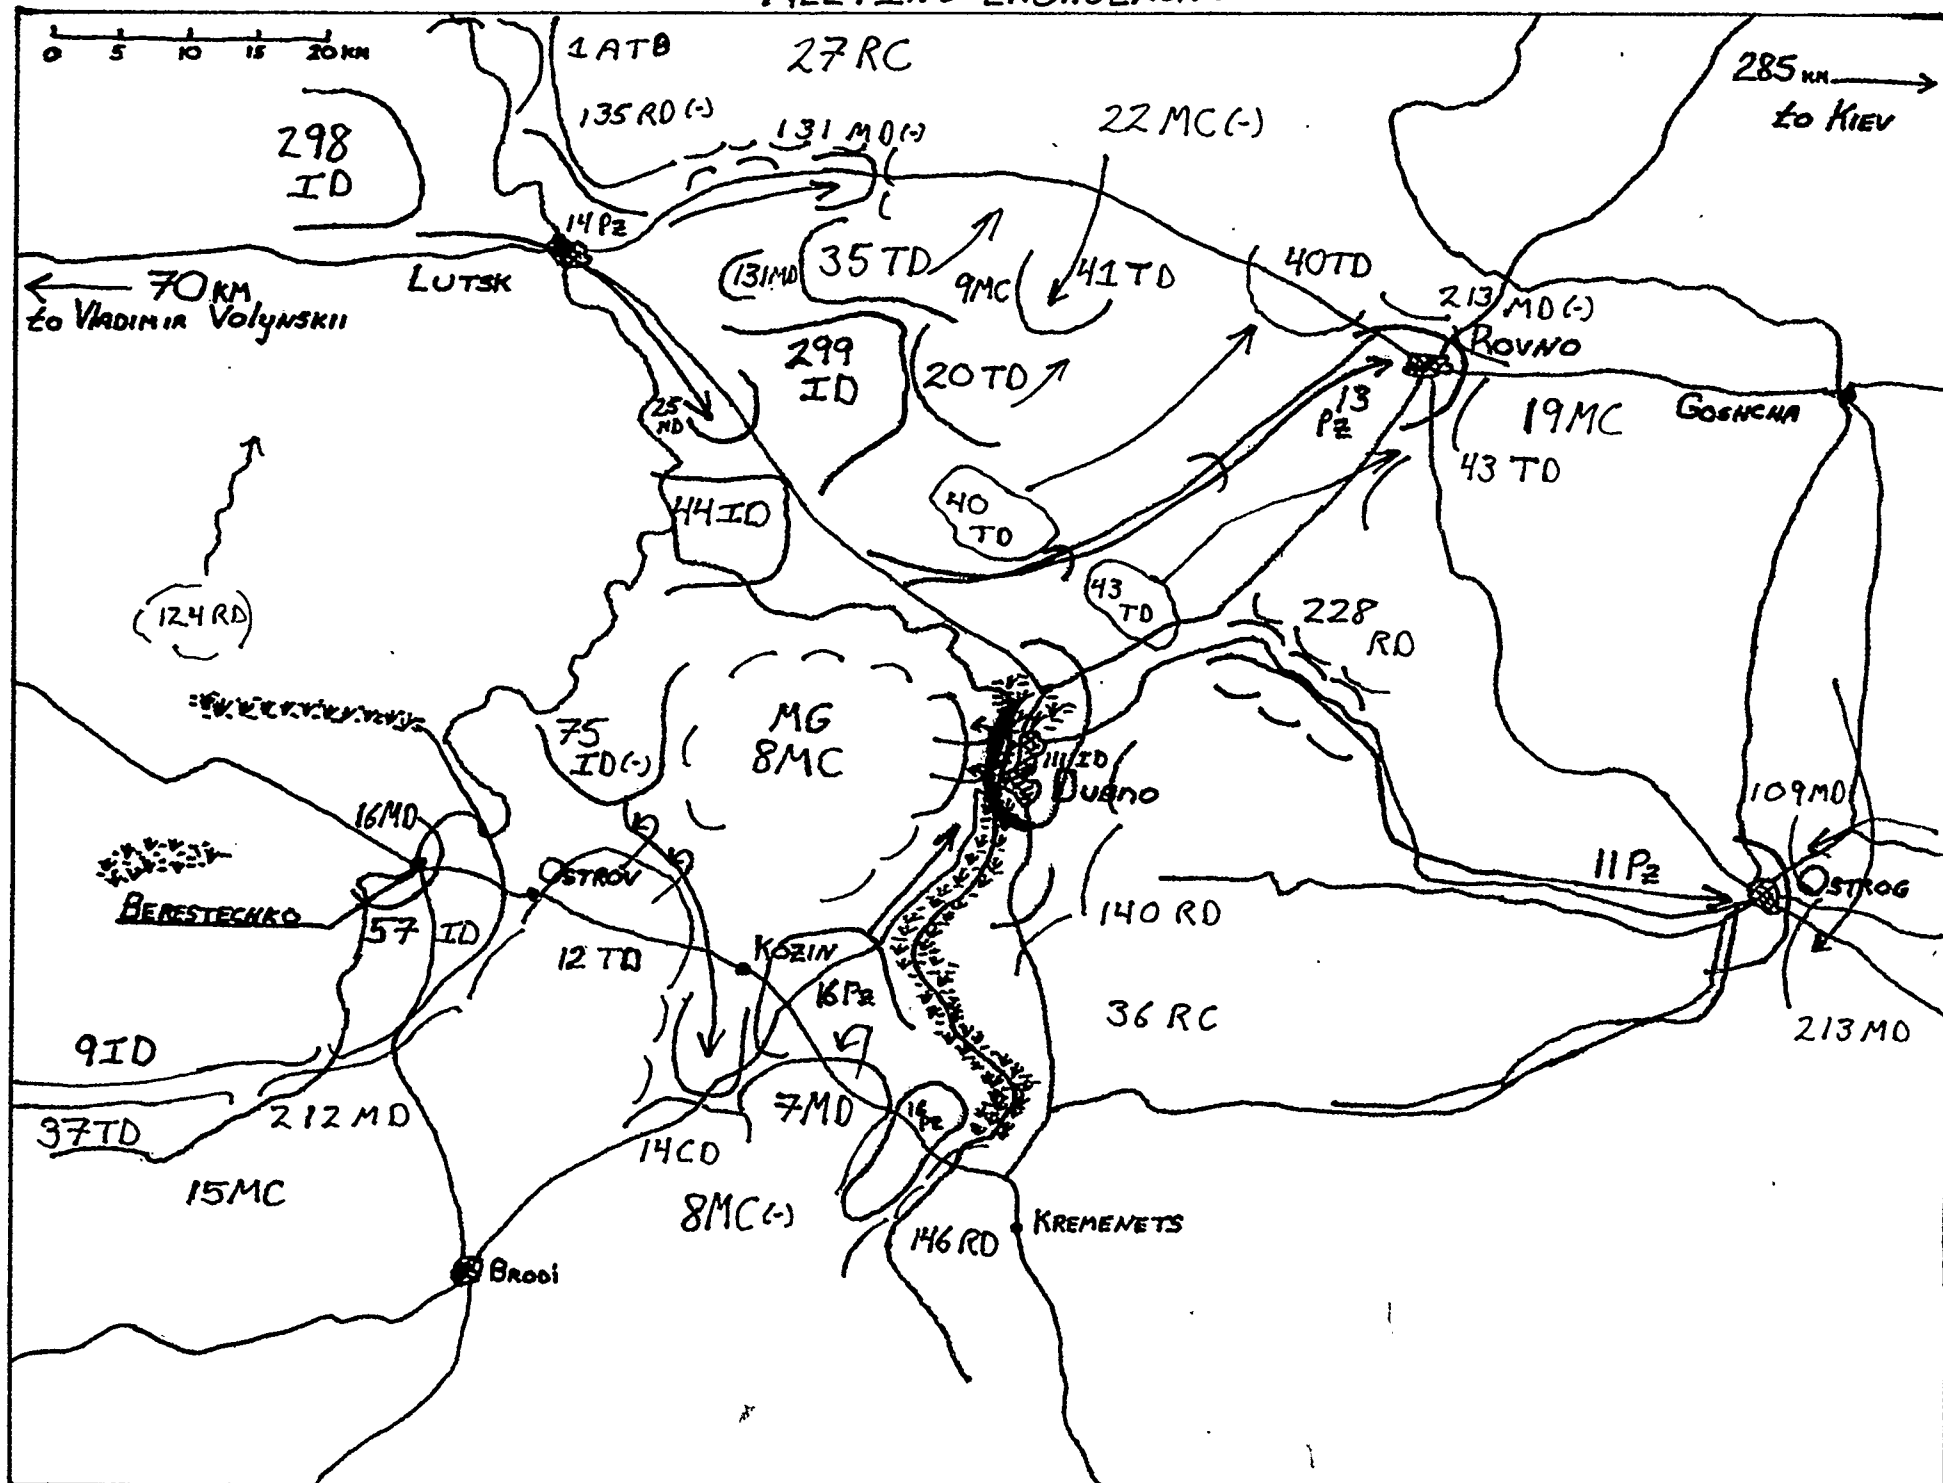 MEETING ENGAGEMENT
0 5 10 15 20 KM
1 ATB
27 RC
285 KM
to KIEV
135 RD (-)
131 MD (-)
22 MC (-)
298
ID
14 PZ
LUTSK
70 KM
to VLADIMIR VOLYNSKII
131 MD
35 TD
9 MC
41 TD
40 TD
213 MD (-)
ROVNO
299
ID
20 TD
13
PZ
19 MC
GOSHCHA
43 TD
25
MD
44 ID
40
TD
43
TD
124 RD
228
RD
75
ID (-)
MG
8 MC
111 ID
DUBNO
109 MD
16 MD
OSTROV
11 PZ
OSTROG
BERESTECHKO
57 ID
12 TD
KOZIN
140 RD
16 PZ
36 RC
213 MD
9 ID
212 MD
7 MD
16
PZ
37 TD
14 CD
15 MC
8 MC (-)
146 RD
KREMENETS
BRODI